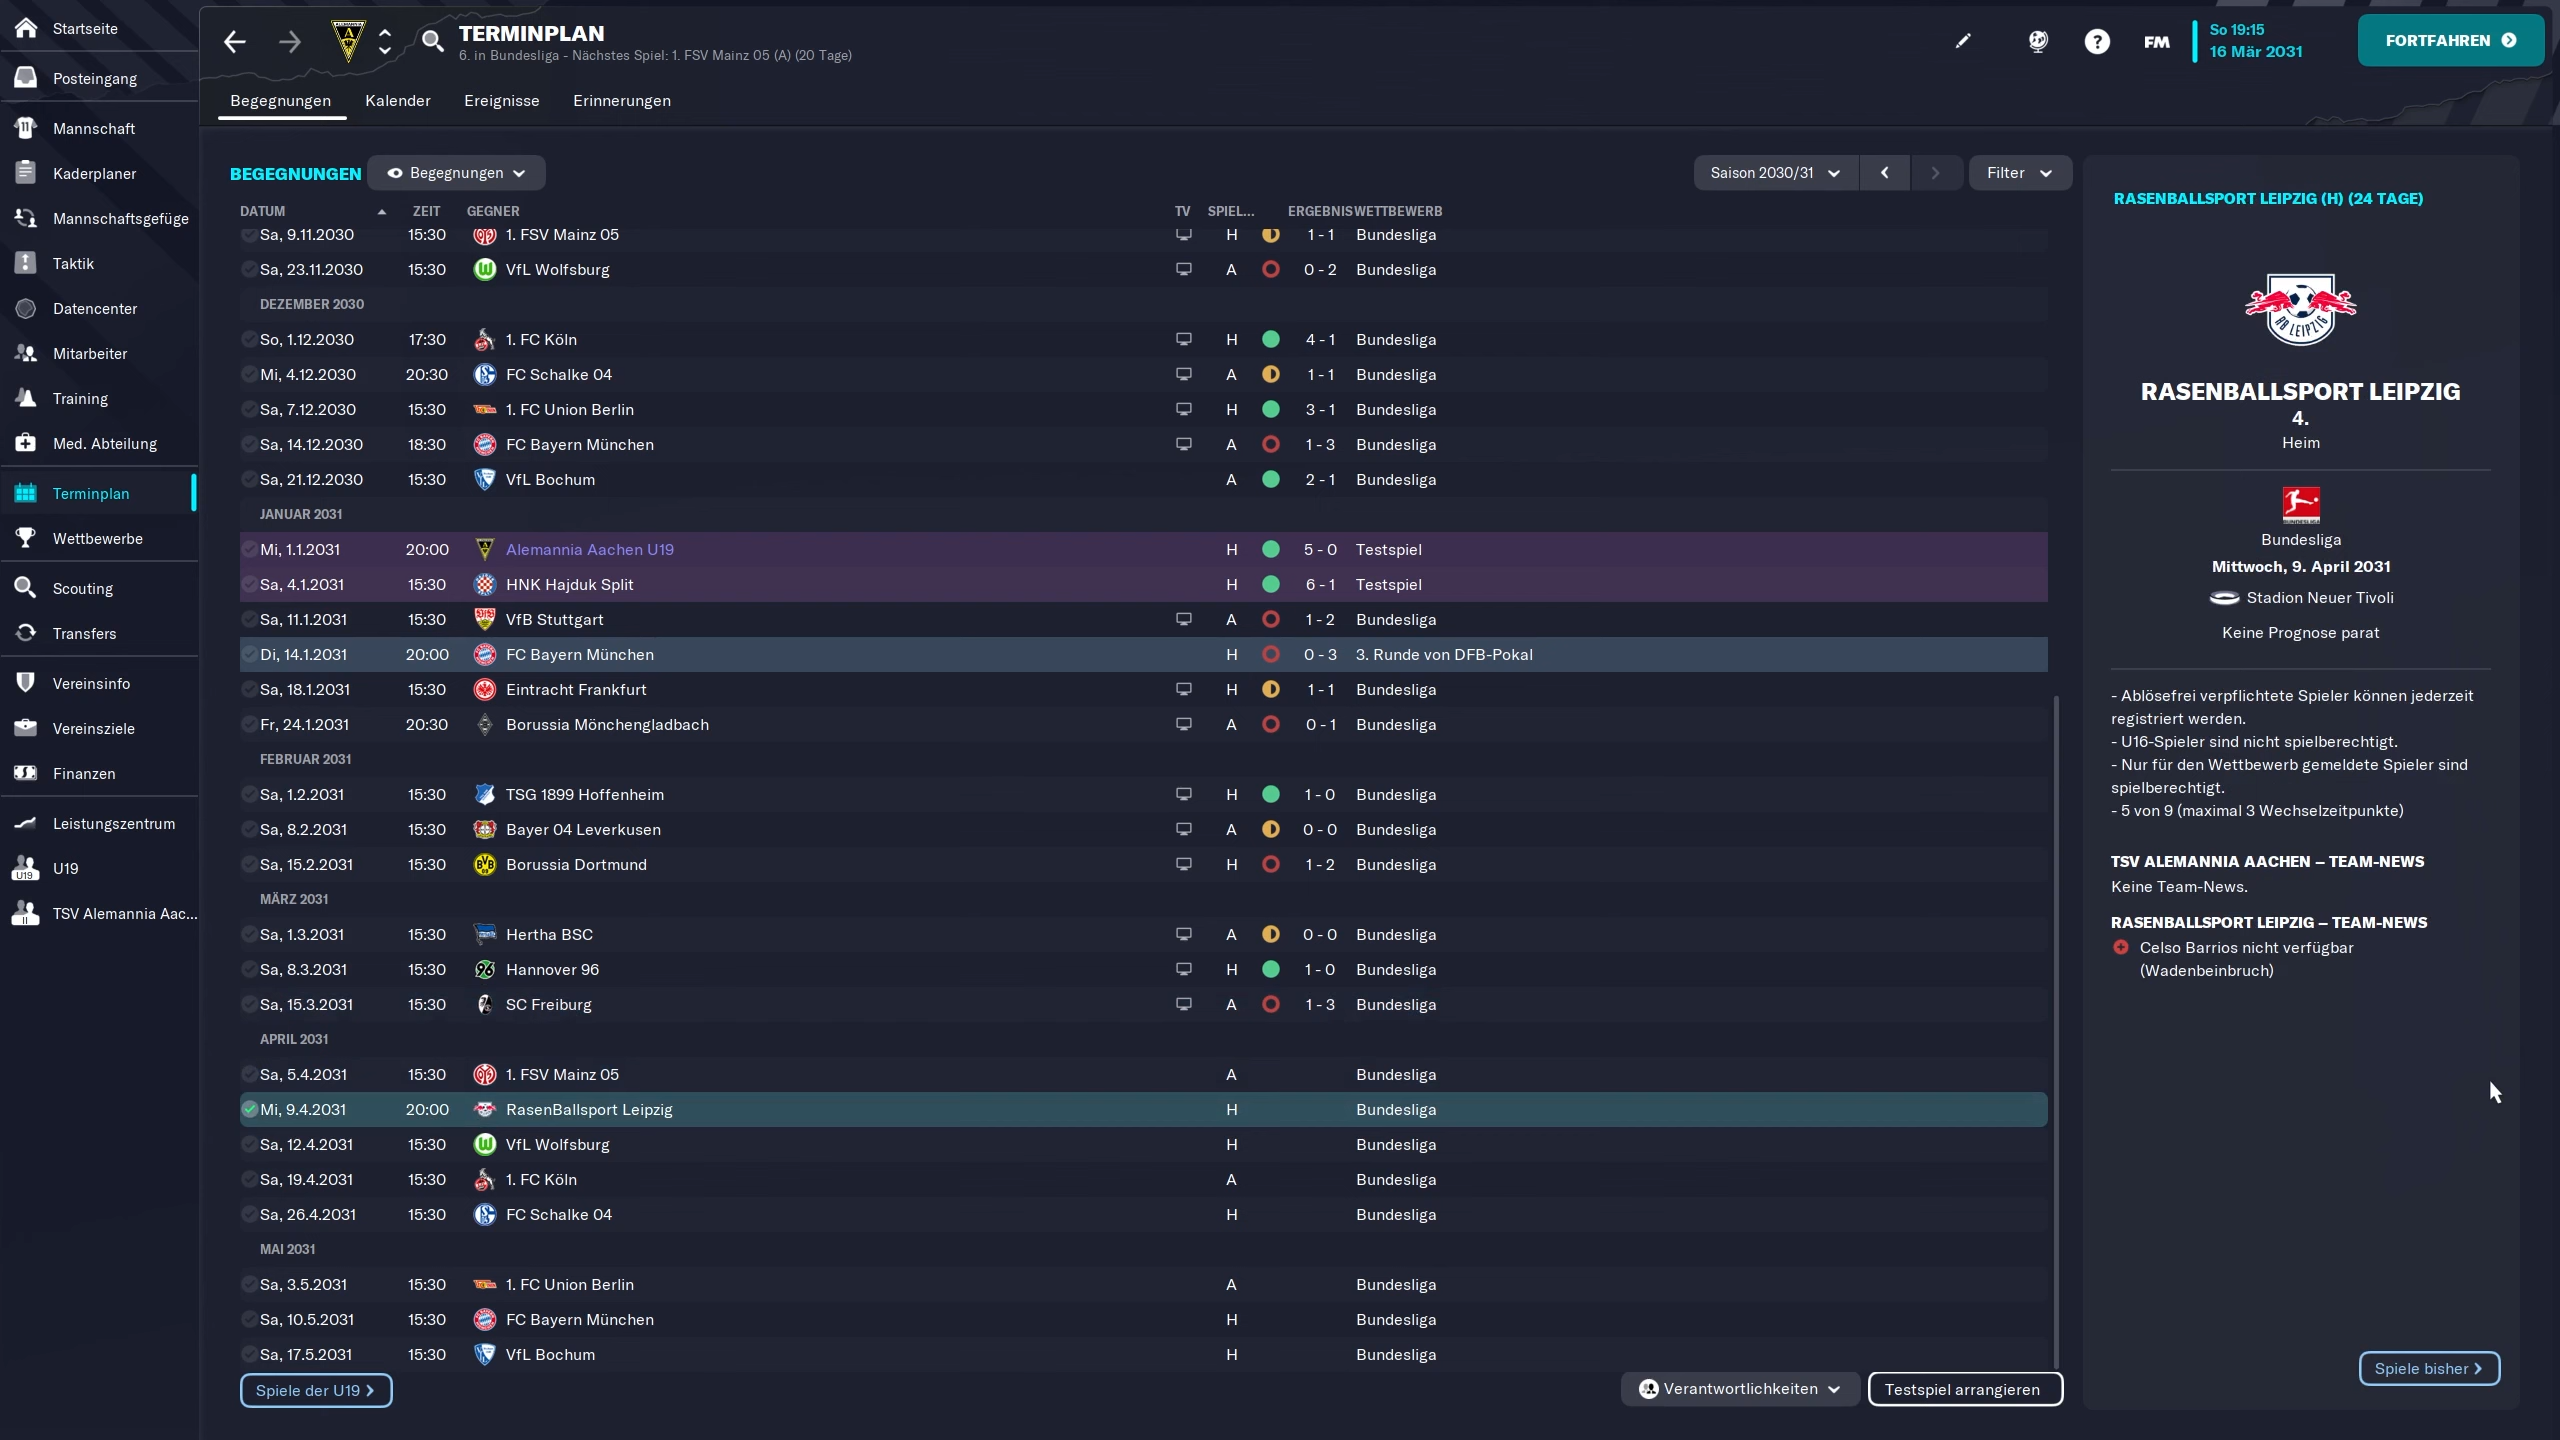 Startseite
Posteingang
Mannschaft
Kaderplaner
Mannschaftsgefüge
Taktik
Datencenter
Mitarbeiter
Training
Med. Abteilung
Terminplan
Wettbewerbe
Scouting
Transfers
Vereinsinfo
Vereinsziele
Finanzen
Leistungszentrum
U19
TSV Alemannia Aac...
TERMINPLAN
6. in Bundesliga - Nächstes Spiel: 1. FSV Mainz 05 (A) (20 Tage)
FM
So 19:15
16 Mär 2031
FORTFAHREN
Begegnungen Kalender Ereignisse Erinnerungen
BEGEGNUNGEN Begegnungen Saison 2030/31 Filter
DATUM ZEIT GEGNER TV SPIEL... ERGEBNIS WETTBEWERB
Sa, 9.11.2030 15:30 1. FSV Mainz 05 H 1 - 1 Bundesliga
Sa, 23.11.2030 15:30 VfL Wolfsburg A 0 - 2 Bundesliga
DEZEMBER 2030
So, 1.12.2030 17:30 1. FC Köln H 4 - 1 Bundesliga
Mi, 4.12.2030 20:30 FC Schalke 04 A 1 - 1 Bundesliga
Sa, 7.12.2030 15:30 1. FC Union Berlin H 3 - 1 Bundesliga
Sa, 14.12.2030 18:30 FC Bayern München A 1 - 3 Bundesliga
Sa, 21.12.2030 15:30 VfL Bochum A 2 - 1 Bundesliga
JANUAR 2031
Mi, 1.1.2031 20:00 Alemannia Aachen U19 H 5 - 0 Testspiel
Sa, 4.1.2031 15:30 HNK Hajduk Split H 6 - 1 Testspiel
Sa, 11.1.2031 15:30 VfB Stuttgart A 1 - 2 Bundesliga
Di, 14.1.2031 20:00 FC Bayern München H 0 - 3 3. Runde von DFB-Pokal
Sa, 18.1.2031 15:30 Eintracht Frankfurt H 1 - 1 Bundesliga
Fr, 24.1.2031 20:30 Borussia Mönchengladbach A 0 - 1 Bundesliga
FEBRUAR 2031
Sa, 1.2.2031 15:30 TSG 1899 Hoffenheim H 1 - 0 Bundesliga
Sa, 8.2.2031 15:30 Bayer 04 Leverkusen A 0 - 0 Bundesliga
Sa, 15.2.2031 15:30 Borussia Dortmund H 1 - 2 Bundesliga
MÄRZ 2031
Sa, 1.3.2031 15:30 Hertha BSC A 0 - 0 Bundesliga
Sa, 8.3.2031 15:30 Hannover 96 H 1 - 0 Bundesliga
Sa, 15.3.2031 15:30 SC Freiburg A 1 - 3 Bundesliga
APRIL 2031
Sa, 5.4.2031 15:30 1. FSV Mainz 05 A Bundesliga
Mi, 9.4.2031 20:00 RasenBallsport Leipzig H Bundesliga
Sa, 12.4.2031 15:30 VfL Wolfsburg H Bundesliga
Sa, 19.4.2031 15:30 1. FC Köln A Bundesliga
Sa, 26.4.2031 15:30 FC Schalke 04 H Bundesliga
MAI 2031
Sa, 3.5.2031 15:30 1. FC Union Berlin A Bundesliga
Sa, 10.5.2031 15:30 FC Bayern München H Bundesliga
Sa, 17.5.2031 15:30 VfL Bochum H Bundesliga
Spiele der U19 Verantwortlichkeiten Testspiel arrangieren
RASENBALLSPORT LEIPZIG (H) (24 TAGE)
RB LEIPZIG
RASENBALLSPORT LEIPZIG
4.
Heim
Bundesliga
Mittwoch, 9. April 2031
Stadion Neuer Tivoli
Keine Prognose parat
- Ablösefrei verpflichtete Spieler können jederzeit
registriert werden.
- U16-Spieler sind nicht spielberechtigt.
- Nur für den Wettbewerb gemeldete Spieler sind
spielberechtigt.
- 5 von 9 (maximal 3 Wechselzeitpunkte)
TSV ALEMANNIA AACHEN – TEAM-NEWS
Keine Team-News.
RASENBALLSPORT LEIPZIG – TEAM-NEWS
Celso Barrios nicht verfügbar
(Wadenbeinbruch)
Spiele bisher